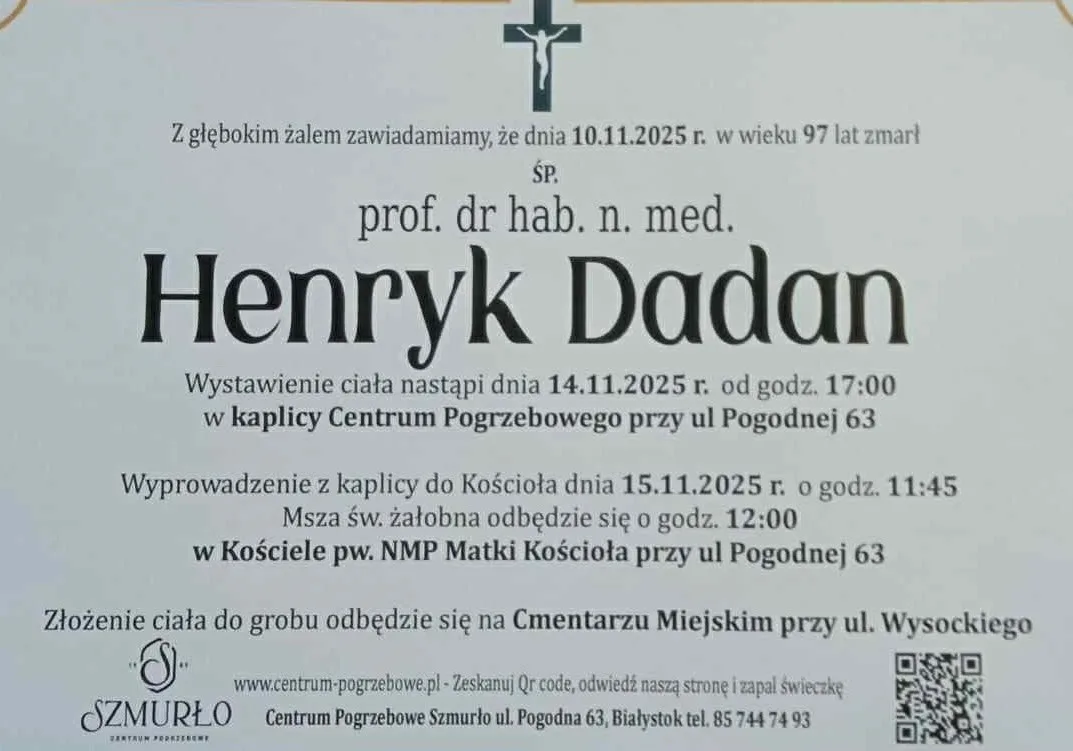 Z głębokim żalem zawiadamiamy, że dnia 10.11.2025 r. w wieku 97 lat zmarł
ŚP.
prof. dr hab. n. med.
Henryk Dadan
Wystawienie ciała nastąpi dnia 14.11.2025 r. od godz. 17:00
w kaplicy Centrum Pogrzebowego przy ul Pogodnej 63
Wyprowadzenie z kaplicy do Kościoła dnia 15.11.2025 r. o godz. 11:45
Msza św. żałobna odbędzie się o godz. 12:00
w Kościele pw. NMP Matki Kościoła przy ul Pogodnej 63
Złożenie ciała do grobu odbędzie się na Cmentarzu Miejskim przy ul. Wysockiego
www.centrum-pogrzebowe.pl - Zeskanuj Qr code, odwiedź naszą stronę i zapal świeczkę
Centrum Pogrzebowe Szmurło ul. Pogodna 63, Białystok tel. 85 744 74 93
S
SZMURŁO
CENTRUM POGRZEBOWE